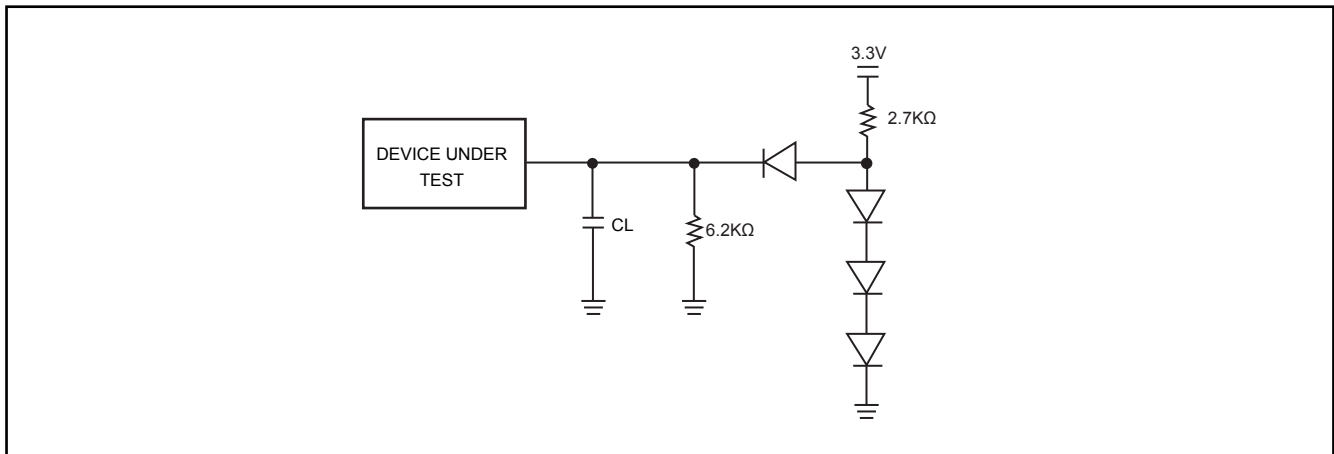 3.3V
2.7KΩ
DEVICE UNDER
TEST
CL
6.2KΩ